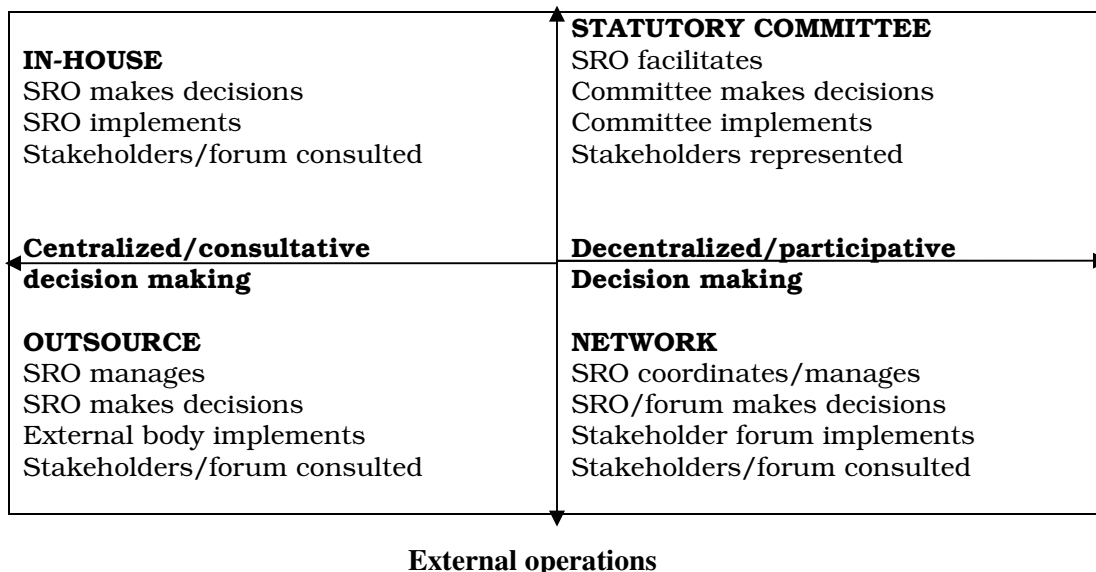 IN-HOUSE
SRO makes decisions
SRO implements
Stakeholders/forum consulted
STATUTORY COMMITTEE
SRO facilitates
Committee makes decisions
Committee implements
Stakeholders represented
Centralized/consultative
decision making
Decentralized/participative
Decision making
OUTSOURCE
SRO manages
SRO makes decisions
External body implements
Stakeholders/forum consulted
NETWORK
SRO coordinates/manages
SRO/forum makes decisions
Stakeholder forum implements
Stakeholders/forum consulted
External operations